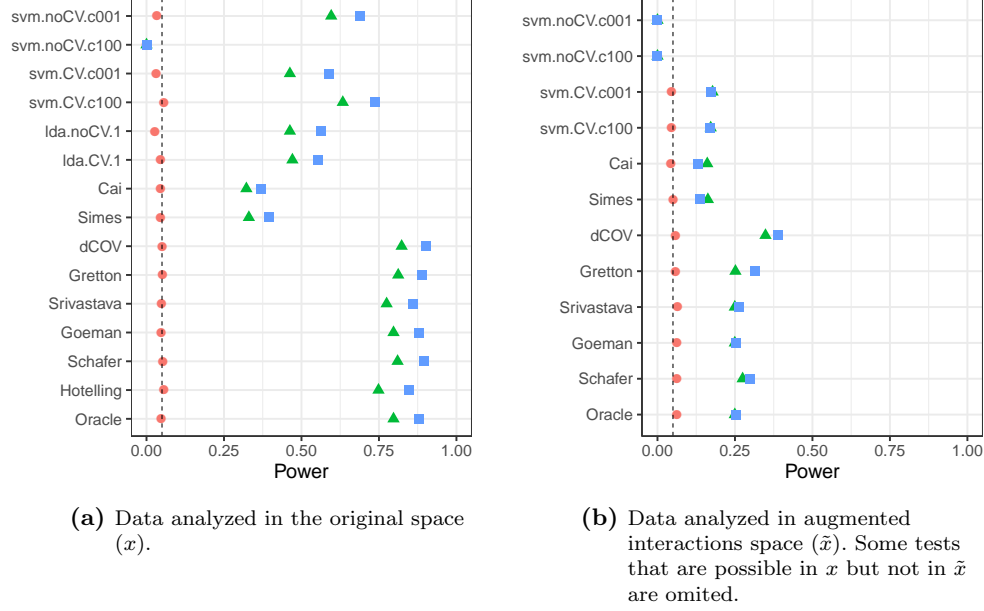 svm.noCV.c001
svm.noCV.c100
svm.CV.c001
svm.CV.c100
lda.noCV.1
lda.CV.1
Cai
Simes
dCOV
Gretton
Srivastava
Goeman
Schafer
Hotelling
Oracle
0.00 0.25 0.50 0.75 1.00
Power
(a) Data analyzed in the original space
(x).
svm.noCV.c001
svm.noCV.c100
svm.CV.c001
svm.CV.c100
Cai
Simes
dCOV
Gretton
Srivastava
Goeman
Schafer
Oracle
0.00 0.25 0.50 0.75 1.00
Power
(b) Data analyzed in augmented
interactions space (x̃). Some tests
that are possible in x but not in x̃
are omited.